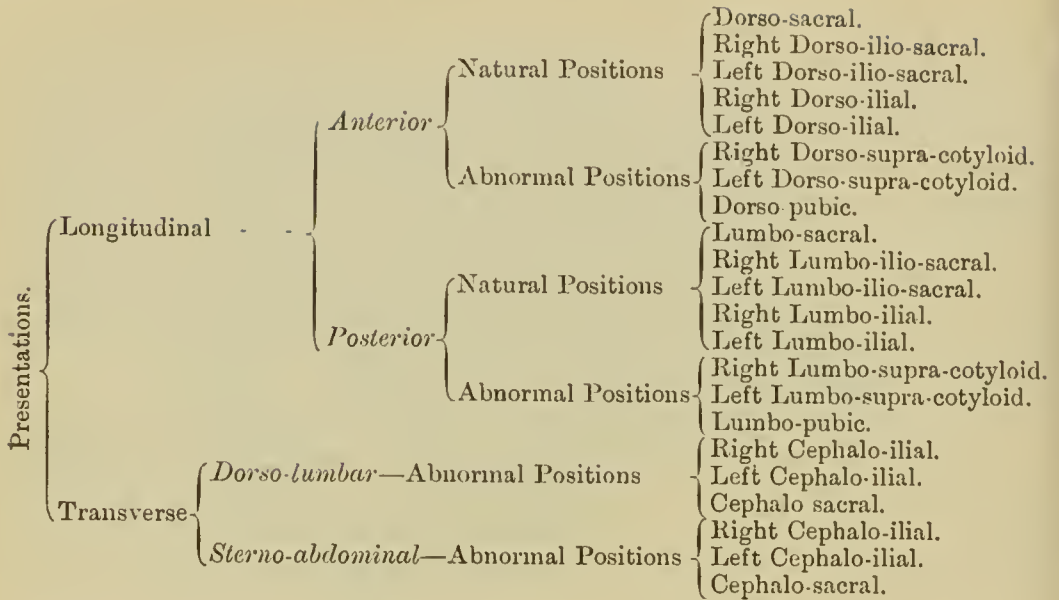 Presentations.
Longitudinal - -
Anterior
Natural Positions
Dorso-sacral.
Right Dorso-ilio-sacral.
Left Dorso-ilio-sacral.
Right Dorso-ilial.
Left Dorso-ilial.
Abnormal Positions
Right Dorso-supra-cotyloid.
Left Dorso-supra-cotyloid.
Dorso pubic.
Posterior
Natural Positions
Lumbo-sacral.
Right Lumbo-ilio-sacral.
Left Lumbo-ilio-sacral.
Right Lumbo-ilial.
Left Lumbo-ilial.
Abnormal Positions
Right Lumbo-supra-cotyloid.
Left Lumbo-supra-cotyloid.
Lumbo-pubic.
Transverse
Dorso-lumbar—Abnormal Positions
Right Cephalo-ilial.
Left Cephalo-ilial.
Cephalo sacral.
Sterno-abdominal—Abnormal Positions
Right Cephalo-ilial.
Left Cephalo-ilial.
Cephalo-sacral.